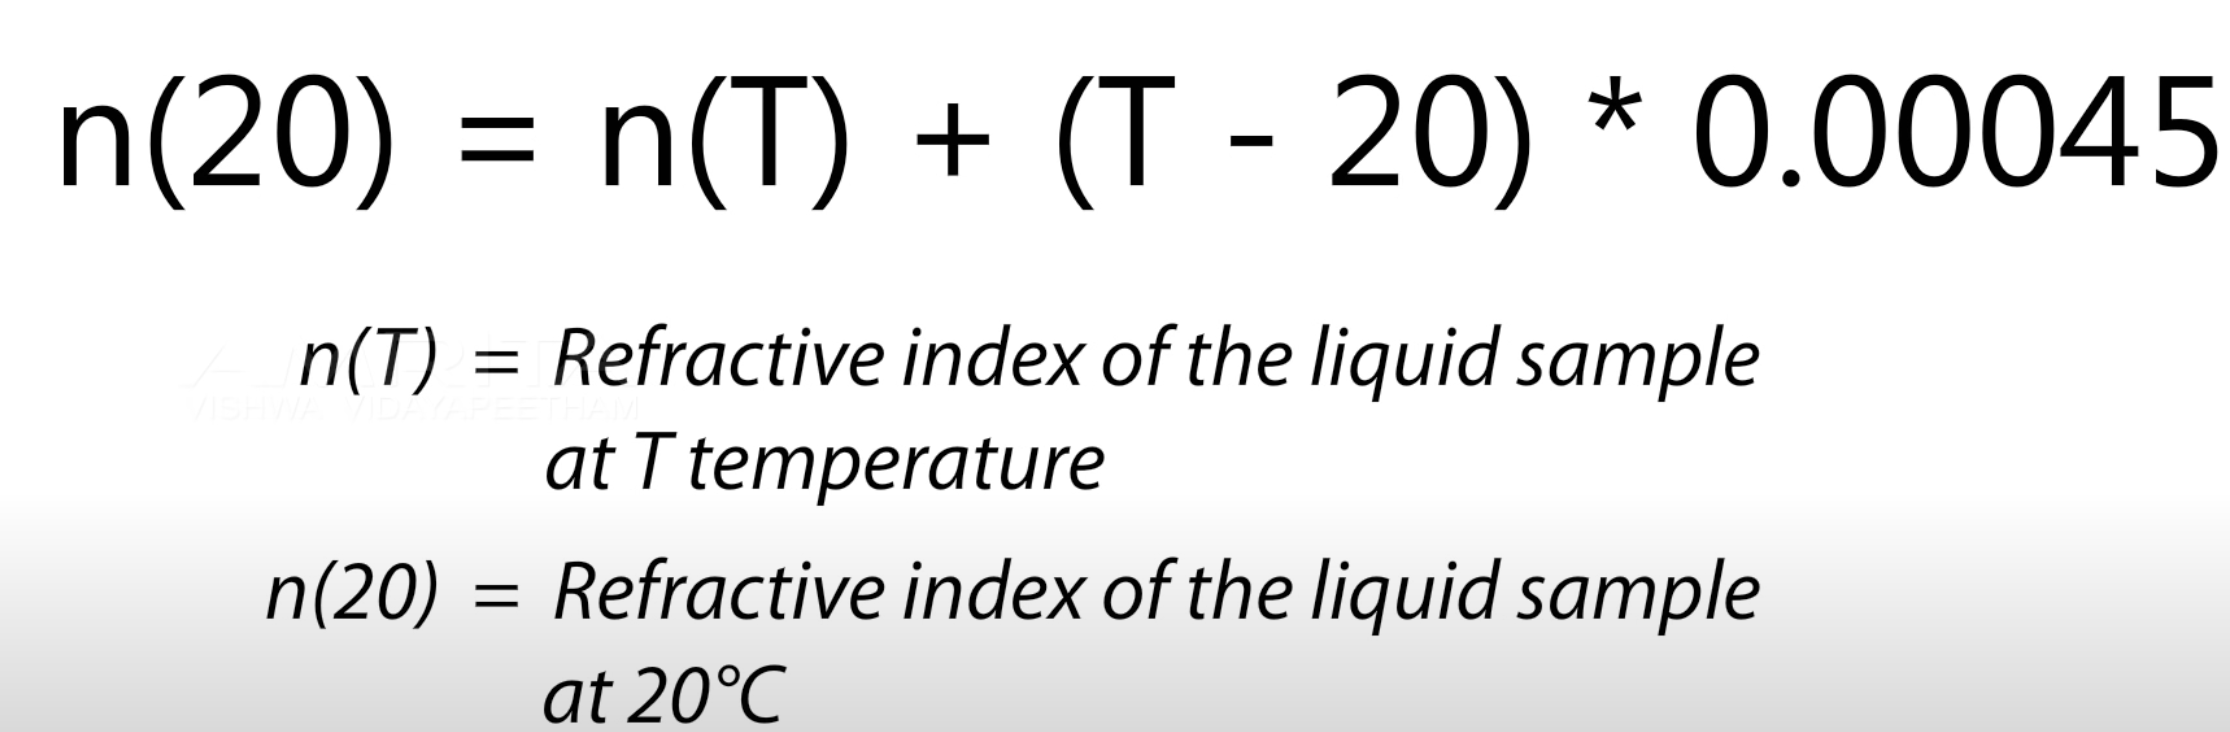 n(20) = n(T) + (T - 20) * 0.00045
n(T) = Refractive index of the liquid sample
VISHWA VIDYAPEETHAM
at T temperature
n(20) = Refractive index of the liquid sample
at 20°C